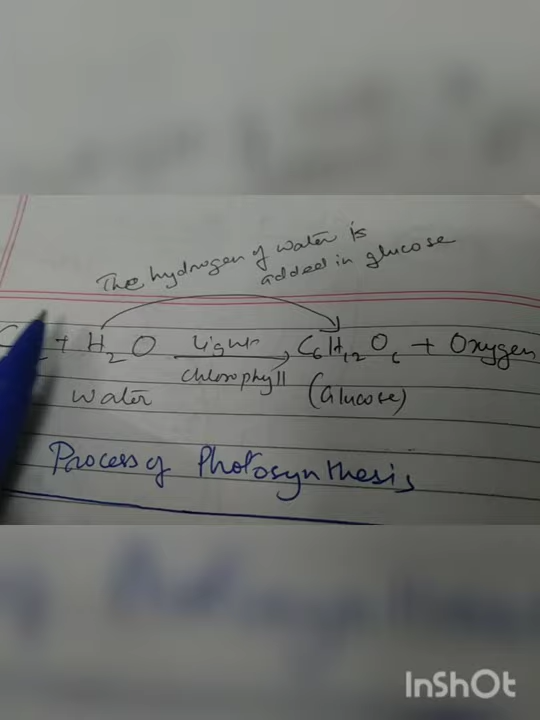 The hydrogen of water is
added in glucose
+ H2O Light C6H12O6 + Oxygen
chlorophyll
water (Glucose)
Process of Photosynthesis
InShOt